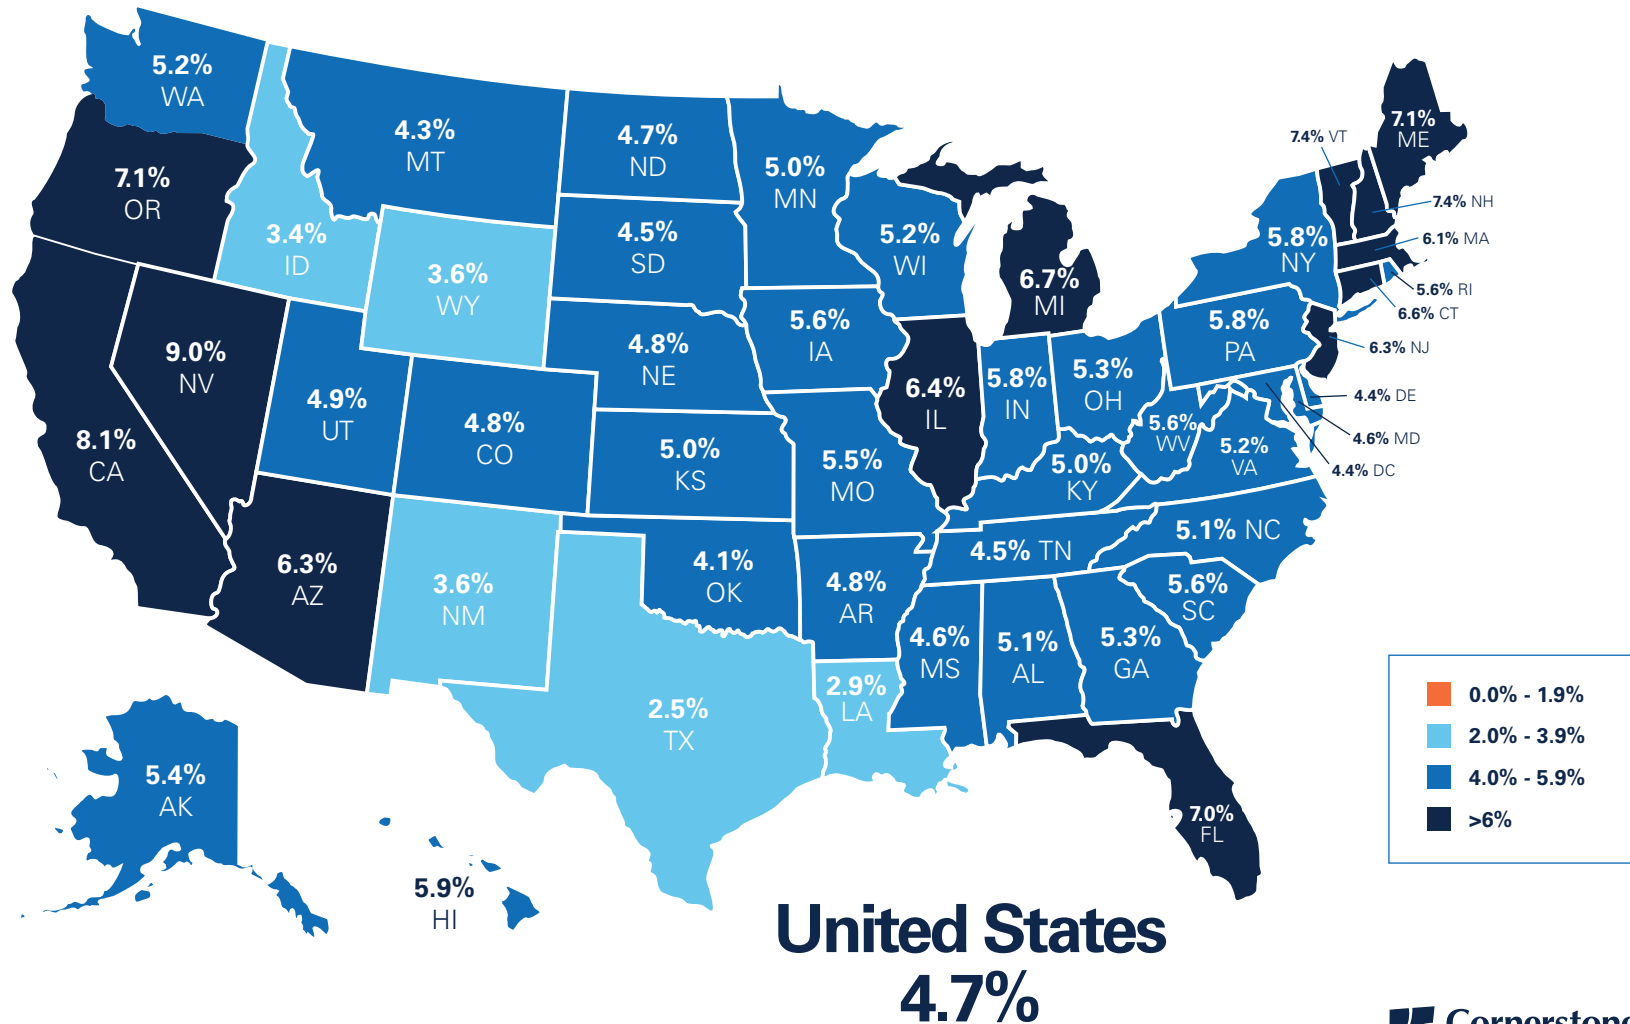 5.2%
WA
7.1%
OR
8.1%
CA
9.0%
NV
3.4%
ID
4.3%
MT
3.6%
WY
4.9%
UT
4.8%
CO
6.3%
AZ
3.6%
NM
4.7%
ND
4.5%
SD
4.8%
NE
5.0%
KS
4.1%
OK
2.5%
TX
5.0%
MN
5.6%
IA
5.5%
MO
4.8%
AR
2.9%
LA
5.2%
WI
6.4%
IL
6.7%
MI
5.8%
IN
5.3%
OH
5.0%
KY
4.5% TN
4.6%
MS
5.1%
AL
5.3%
GA
7.0%
FL
5.6%
SC
5.1% NC
5.2%
VA
5.6%
WV
5.8%
PA
5.8%
NY
7.4% VT
7.1%
ME
7.4% NH
6.1% MA
5.6% RI
6.6% CT
6.3% NJ
4.4% DE
4.6% MD
4.4% DC
5.4%
AK
5.9%
HI
0.0% - 1.9%
2.0% - 3.9%
4.0% - 5.9%
>6%
United States
4.7%
Cornerstone